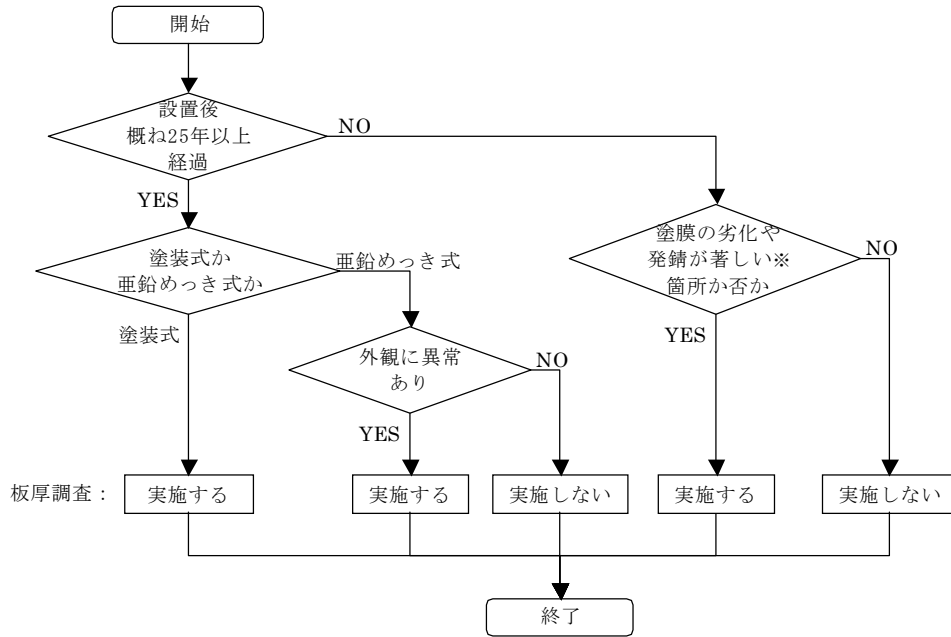 開始
設置後
概ね25年以上
経過
NO
YES
塗装式か
亜鉛めっき式か
亜鉛めっき式
塗膜の劣化や
発錆が著しい※
箇所か否か
NO
塗装式
YES
外観に異常
あり
NO
YES
板厚調査：
実施する
実施する
実施しない
実施する
実施しない
終了